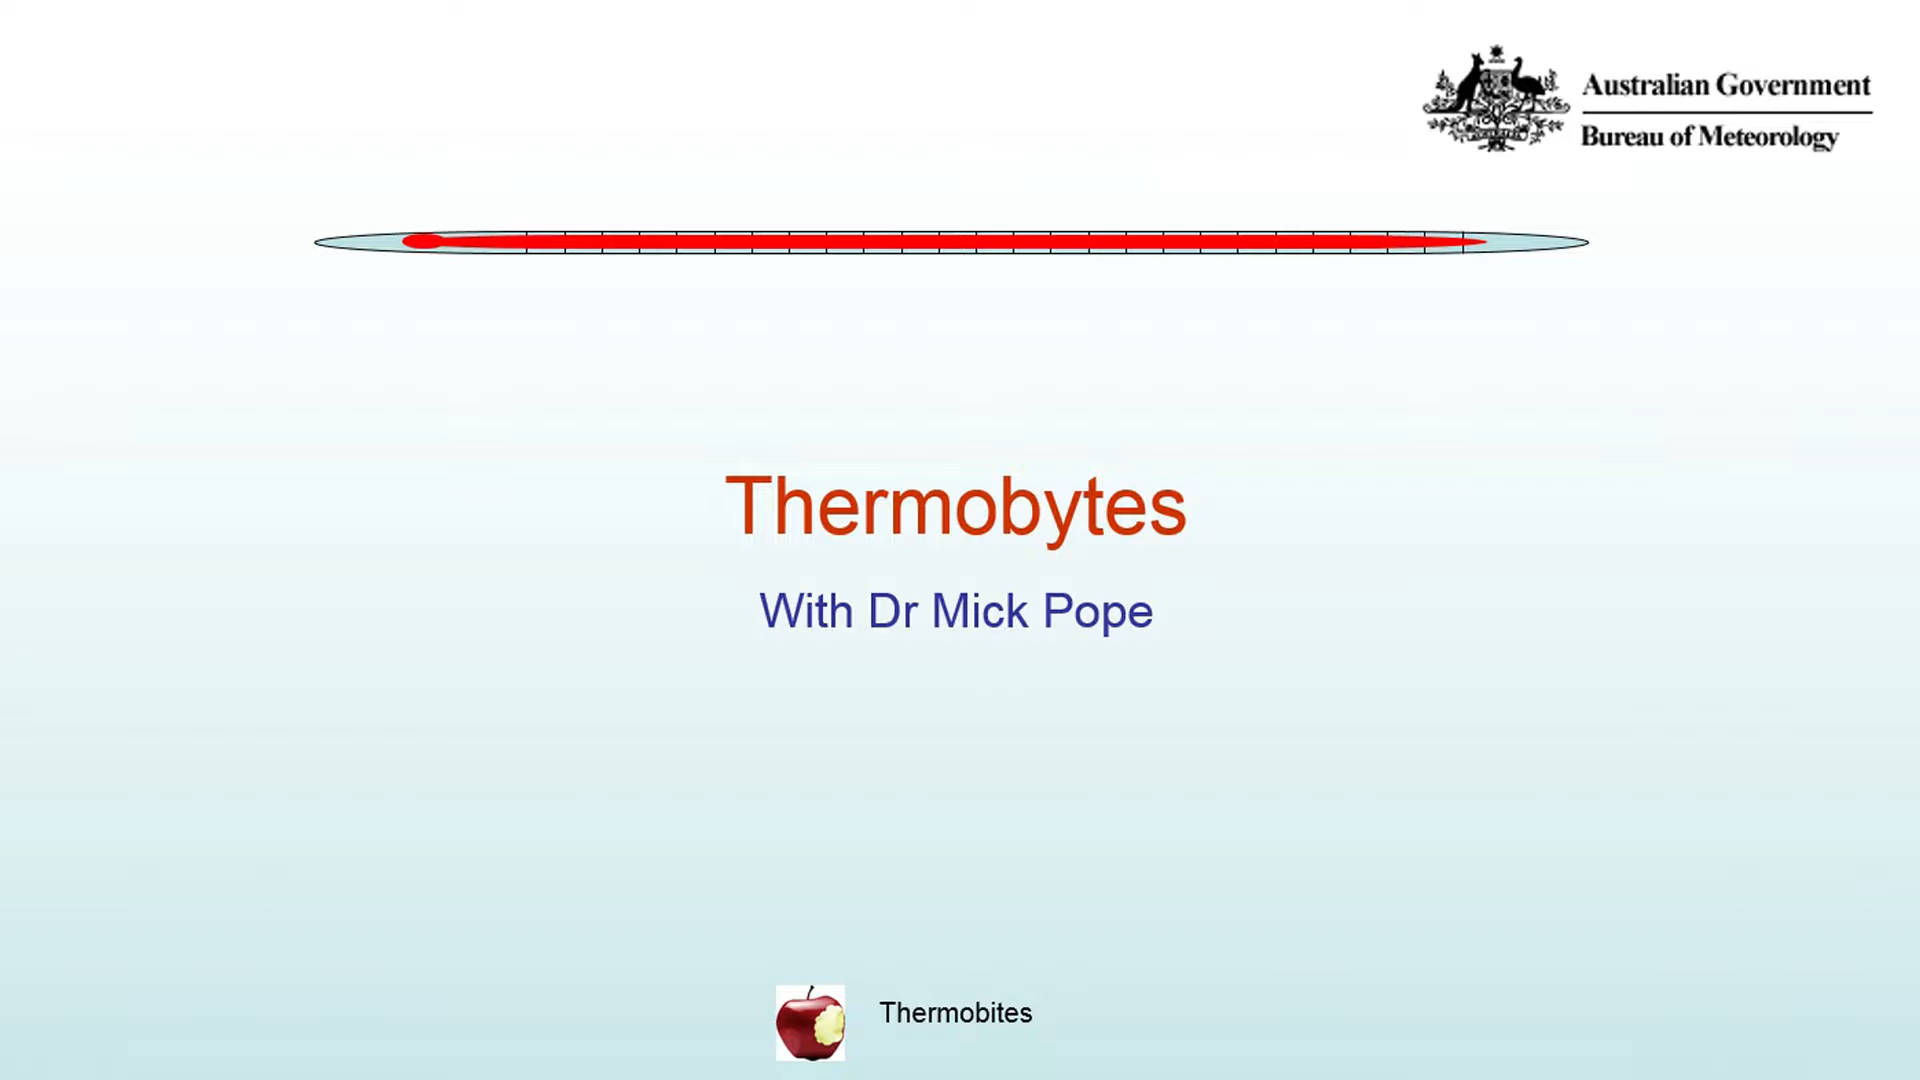 Australian Government
Bureau of Meteorology
Thermobytes
With Dr Mick Pope
Thermobites